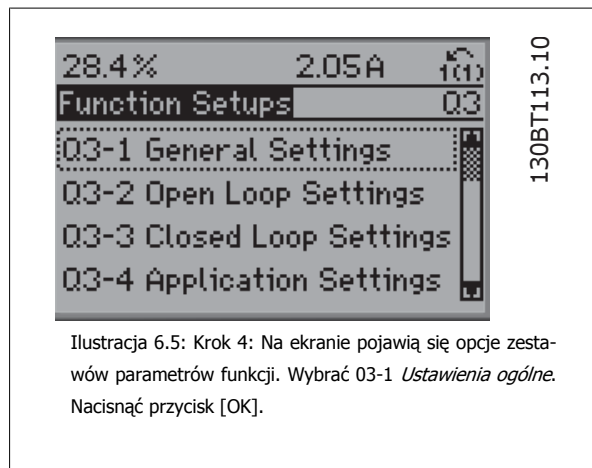 28.4% 2.05A 1(1)
Function Setups Q3
Q3-1 General Settings
Q3-2 Open Loop Settings
Q3-3 Closed Loop Settings
Q3-4 Application Settings
130BT113.10
Ilustracja 6.5: Krok 4: Na ekranie pojawią się opcje zesta-
wów parametrów funkcji. Wybrać 03-1 Ustawienia ogólne.
Nacisnąć przycisk [OK].